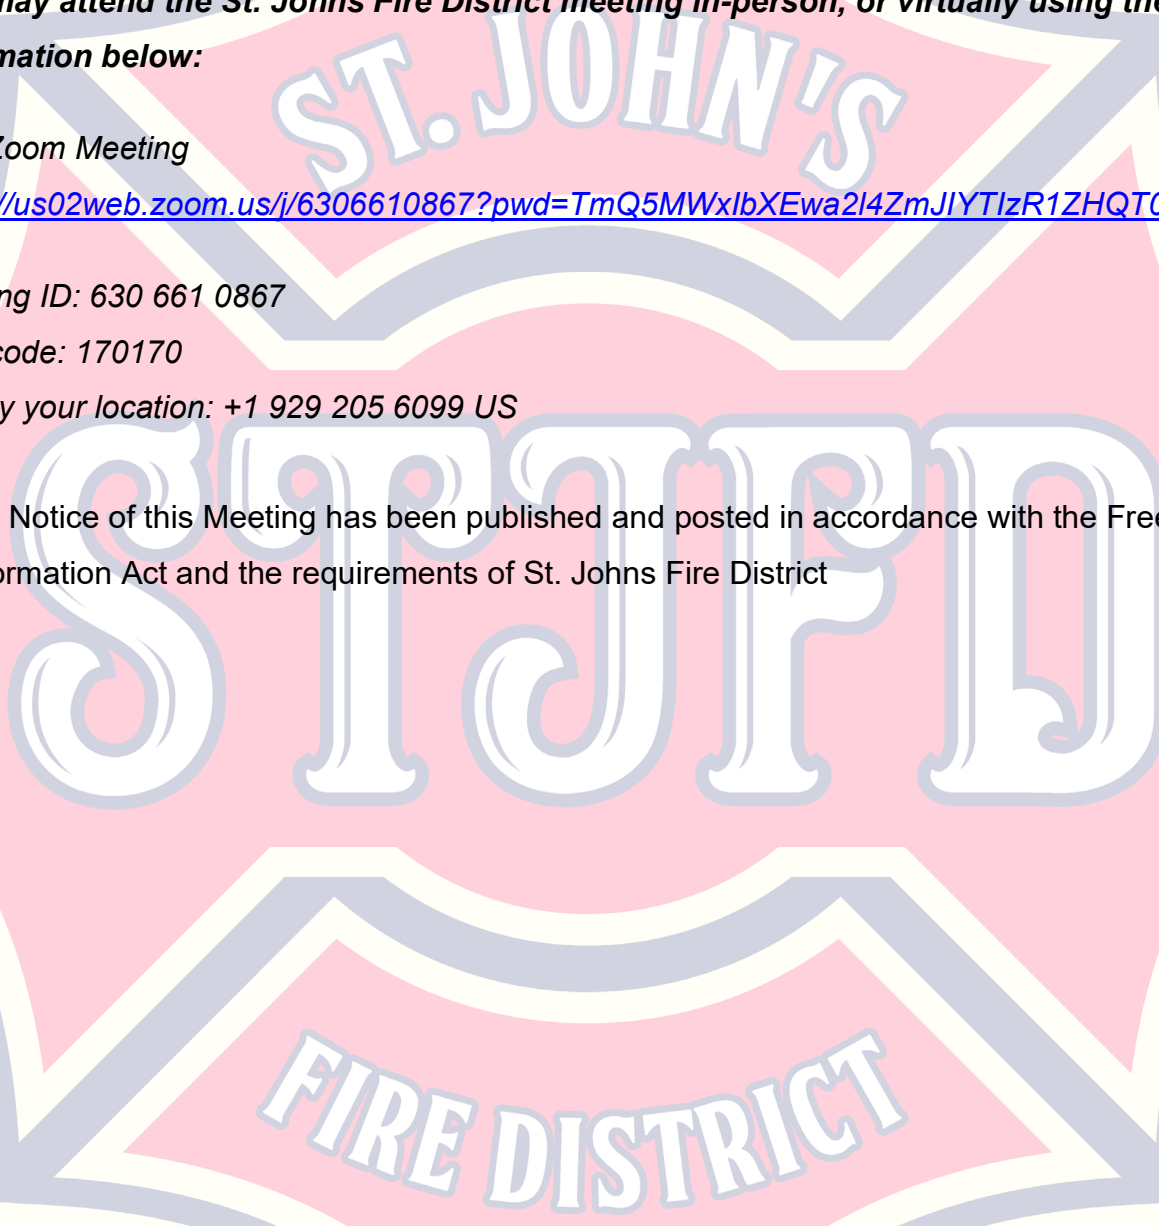 may attend the St. Johns Fire District meeting in-person, or virtually using the
mation below:
Zoom Meeting
//us02web.zoom.us/j/6306610867?pwd=TmQ5MWxIbXEwa2l4ZmJIYTIzR1ZHQT0
ng ID: 630 661 0867
code: 170170
y your location: +1 929 205 6099 US
Notice of this Meeting has been published and posted in accordance with the Free
ormation Act and the requirements of St. Johns Fire District
ST. JOHN'S
STJFD
FIRE DISTRICT